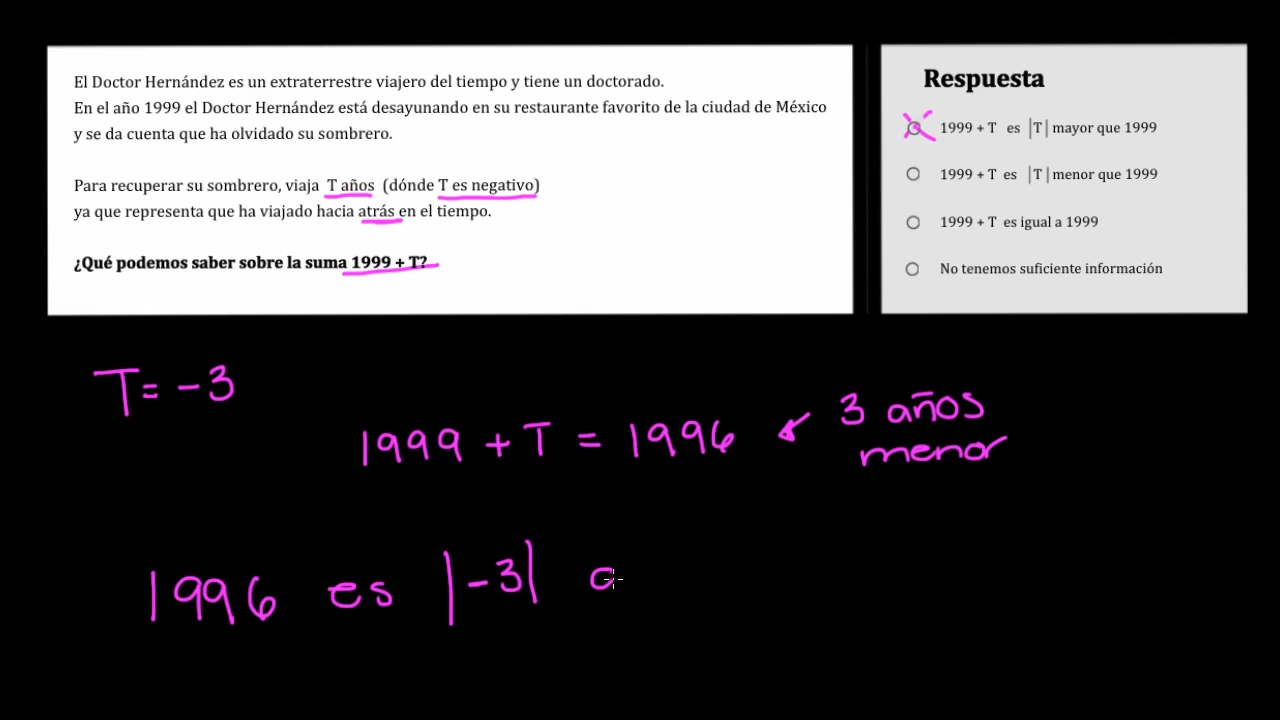 El Doctor Hernández es un extraterrestre viajero del tiempo y tiene un doctorado.
En el año 1999 el Doctor Hernández está desayunando en su restaurante favorito de la ciudad de México
y se da cuenta que ha olvidado su sombrero.
Para recuperar su sombrero, viaja T años (dónde T es negativo)
ya que representa que ha viajado hacia atrás en el tiempo.
¿Qué podemos saber sobre la suma 1999 + T?
Respuesta
1999 + T es |T| mayor que 1999
1999 + T es |T| menor que 1999
1999 + T es igual a 1999
No tenemos suficiente información
T = -3
1999 + T = 1996
3 años
menor
1996 es |-3| a